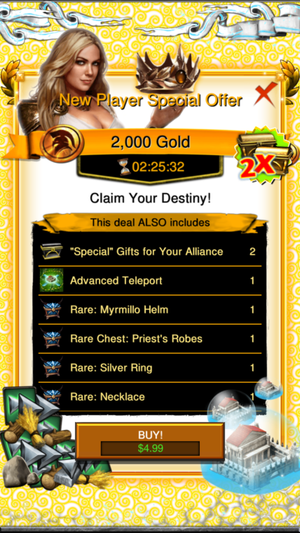 New Player Special Offer
2,000 Gold
02:25:32
2X
Claim Your Destiny!
This deal ALSO includes
"Special" Gifts for Your Alliance 2
Advanced Teleport 1
Rare: Myrmillo Helm 1
Rare Chest: Priest's Robes 1
Rare: Silver Ring 1
Rare: Necklace 1
BUY!
$4.99